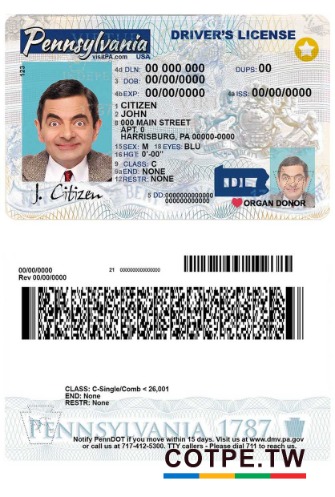 Pennsylvania
visitPA.com USA
DRIVER'S LICENSE
4d DLN: 00 000 000
DUPS: 00
3 DOB: 00/00/0000
4b EXP: 00/00/0000
4a ISS: 00/00/0000
1 CITIZEN
2 JOHN
8 000 MAIN STREET
APT. 0
HARRISBURG, PA 00000-0000
15 SEX: M 18 EYES: BLU
16 HGT: 0'-00"
9 CLASS: C
9a END: NONE
12 RESTR: NONE
J. Citizen
5 DD:
ORGAN DONOR
00/00/0000
Rev 00/00/0000
21
CLASS: C-Single/Comb < 26,001
END: None
RESTR: None
PENNSYLVANIA 1787
Notify PennDOT if you move within 15 days. Visit us at www.dmv.pa.gov
or call us at 717-412-5300. TTY callers - Please dial 711 to reach us.
COTPE.TW